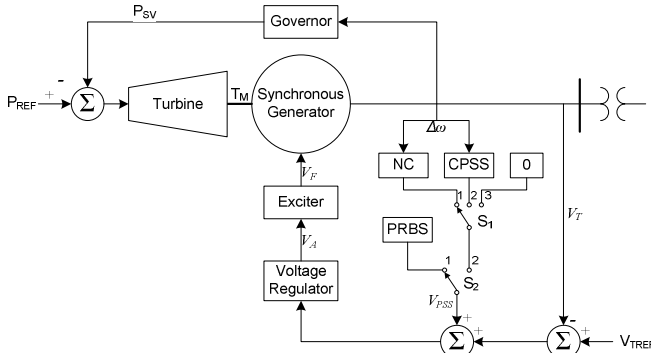 P_SV
Governor
-
P_REF
+
Σ
Turbine
T_M
Synchronous
Generator
Δω
NC
CPSS
0
V_F
Exciter
1
2
3
S_1
V_T
PRBS
V_A
Voltage
Regulator
1
2
S_2
V_PSS
+
-
+
Σ
Σ
+
V_TREF